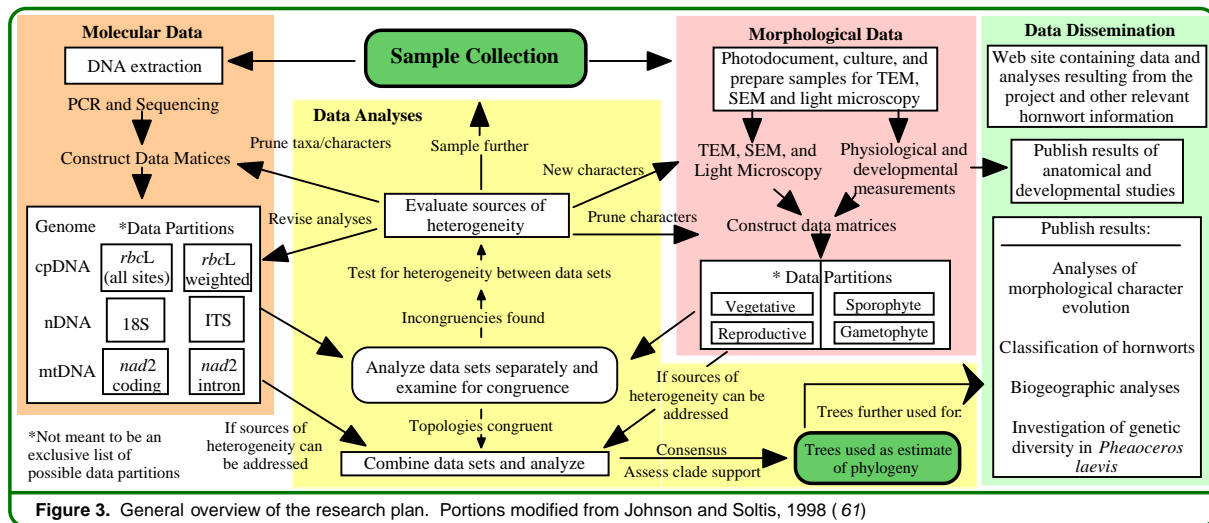 Molecular Data
DNA extraction
PCR and Sequencing
Construct Data Matices
Genome
*Data Partitions
cpDNA
rbcL
(all sites)
rbcL
weighted
nDNA
18S
ITS
mtDNA
nad2
coding
nad2
intron
*Not meant to be an
exclusive list of
possible data partitions
Sample Collection
Data Analyses
Prune taxa/characters
Sample further
New characters
Evaluate sources of
heterogeneity
Revise analyses
Prune characters
Test for heterogeneity between data sets
Incongruencies found
Analyze data sets separately and
examine for congruence
Topologies congruent
If sources of
heterogeneity can
be addressed
Combine data sets and analyze
If sources of
heterogeneity can be
addressed
Consensus
Assess clade support
Trees used as estimate
of phylogeny
Trees further used for:
Morphological Data
Photodocument, culture, and
prepare samples for TEM,
SEM and light microscopy
TEM, SEM, and
Light Microscopy
Physiological and
developmental
measurements
Construct data matrices
* Data Partitions
Vegetative
Sporophyte
Reproductive
Gametophyte
Data Dissemination
Web site containing data and
analyses resulting from the
project and other relevant
hornwort information
Publish results of
anatomical and
developmental studies
Publish results:
Analyses of
morphological character
evolution
Classification of hornworts
Biogeographic analyses
Investigation of genetic
diversity in Pheaoceros
laevis
Figure 3. General overview of the research plan. Portions modified from Johnson and Soltis, 1998 (61)